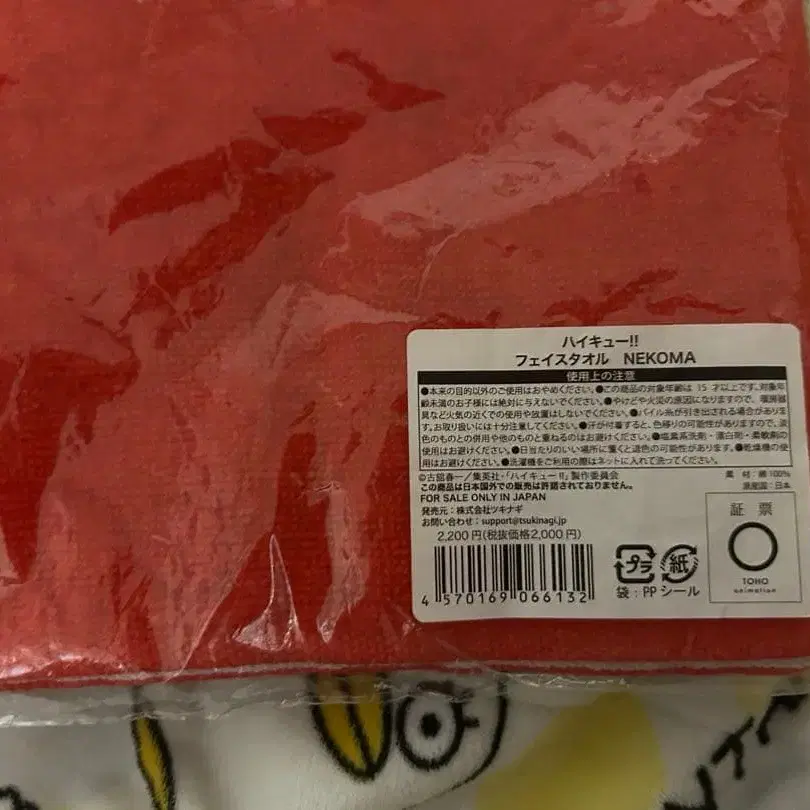 ハイキュー!!
フェイスタオル NEKOMA
使用上の注意
●本来の目的以外のご使用はおやめください。●この商品の対象年齢は 15 才以上です。対象年
齢未満のお子様には絶対に与えないでください。●やけどや火災の原因になりますので、暖房器
具など火気の近くでの使用や放置はしないでください。●パイル糸が引き出される場合がありま
す。お取り扱いには十分注意してください。●汗が付着すると、色移りの可能性がありますので、淡
色のものとの併用や他のものと重ねるのはお避けください。●塩素系洗剤・漂白剤・柔軟剤の
使用はお避けください。●日当たりのいい場所に置くと退色の可能性があります。●乾燥機の使
用はお避けください。●洗濯機をご利用の際はネットに入れて洗ってください。
©古舘春一／集英社・「ハイキュー!!」製作委員会
素 材：綿100%
この商品は日本国外での販売は許諾されておりません。
原産国：日本
FOR SALE ONLY IN JAPAN
発売元：株式会社ツキナギ
お問い合わせ：support@tsukinagi.jp
2,200円(税抜価格2,000円)
4 570169 066132
プラ
紙
袋：PP シール
証票
TOHO
animation